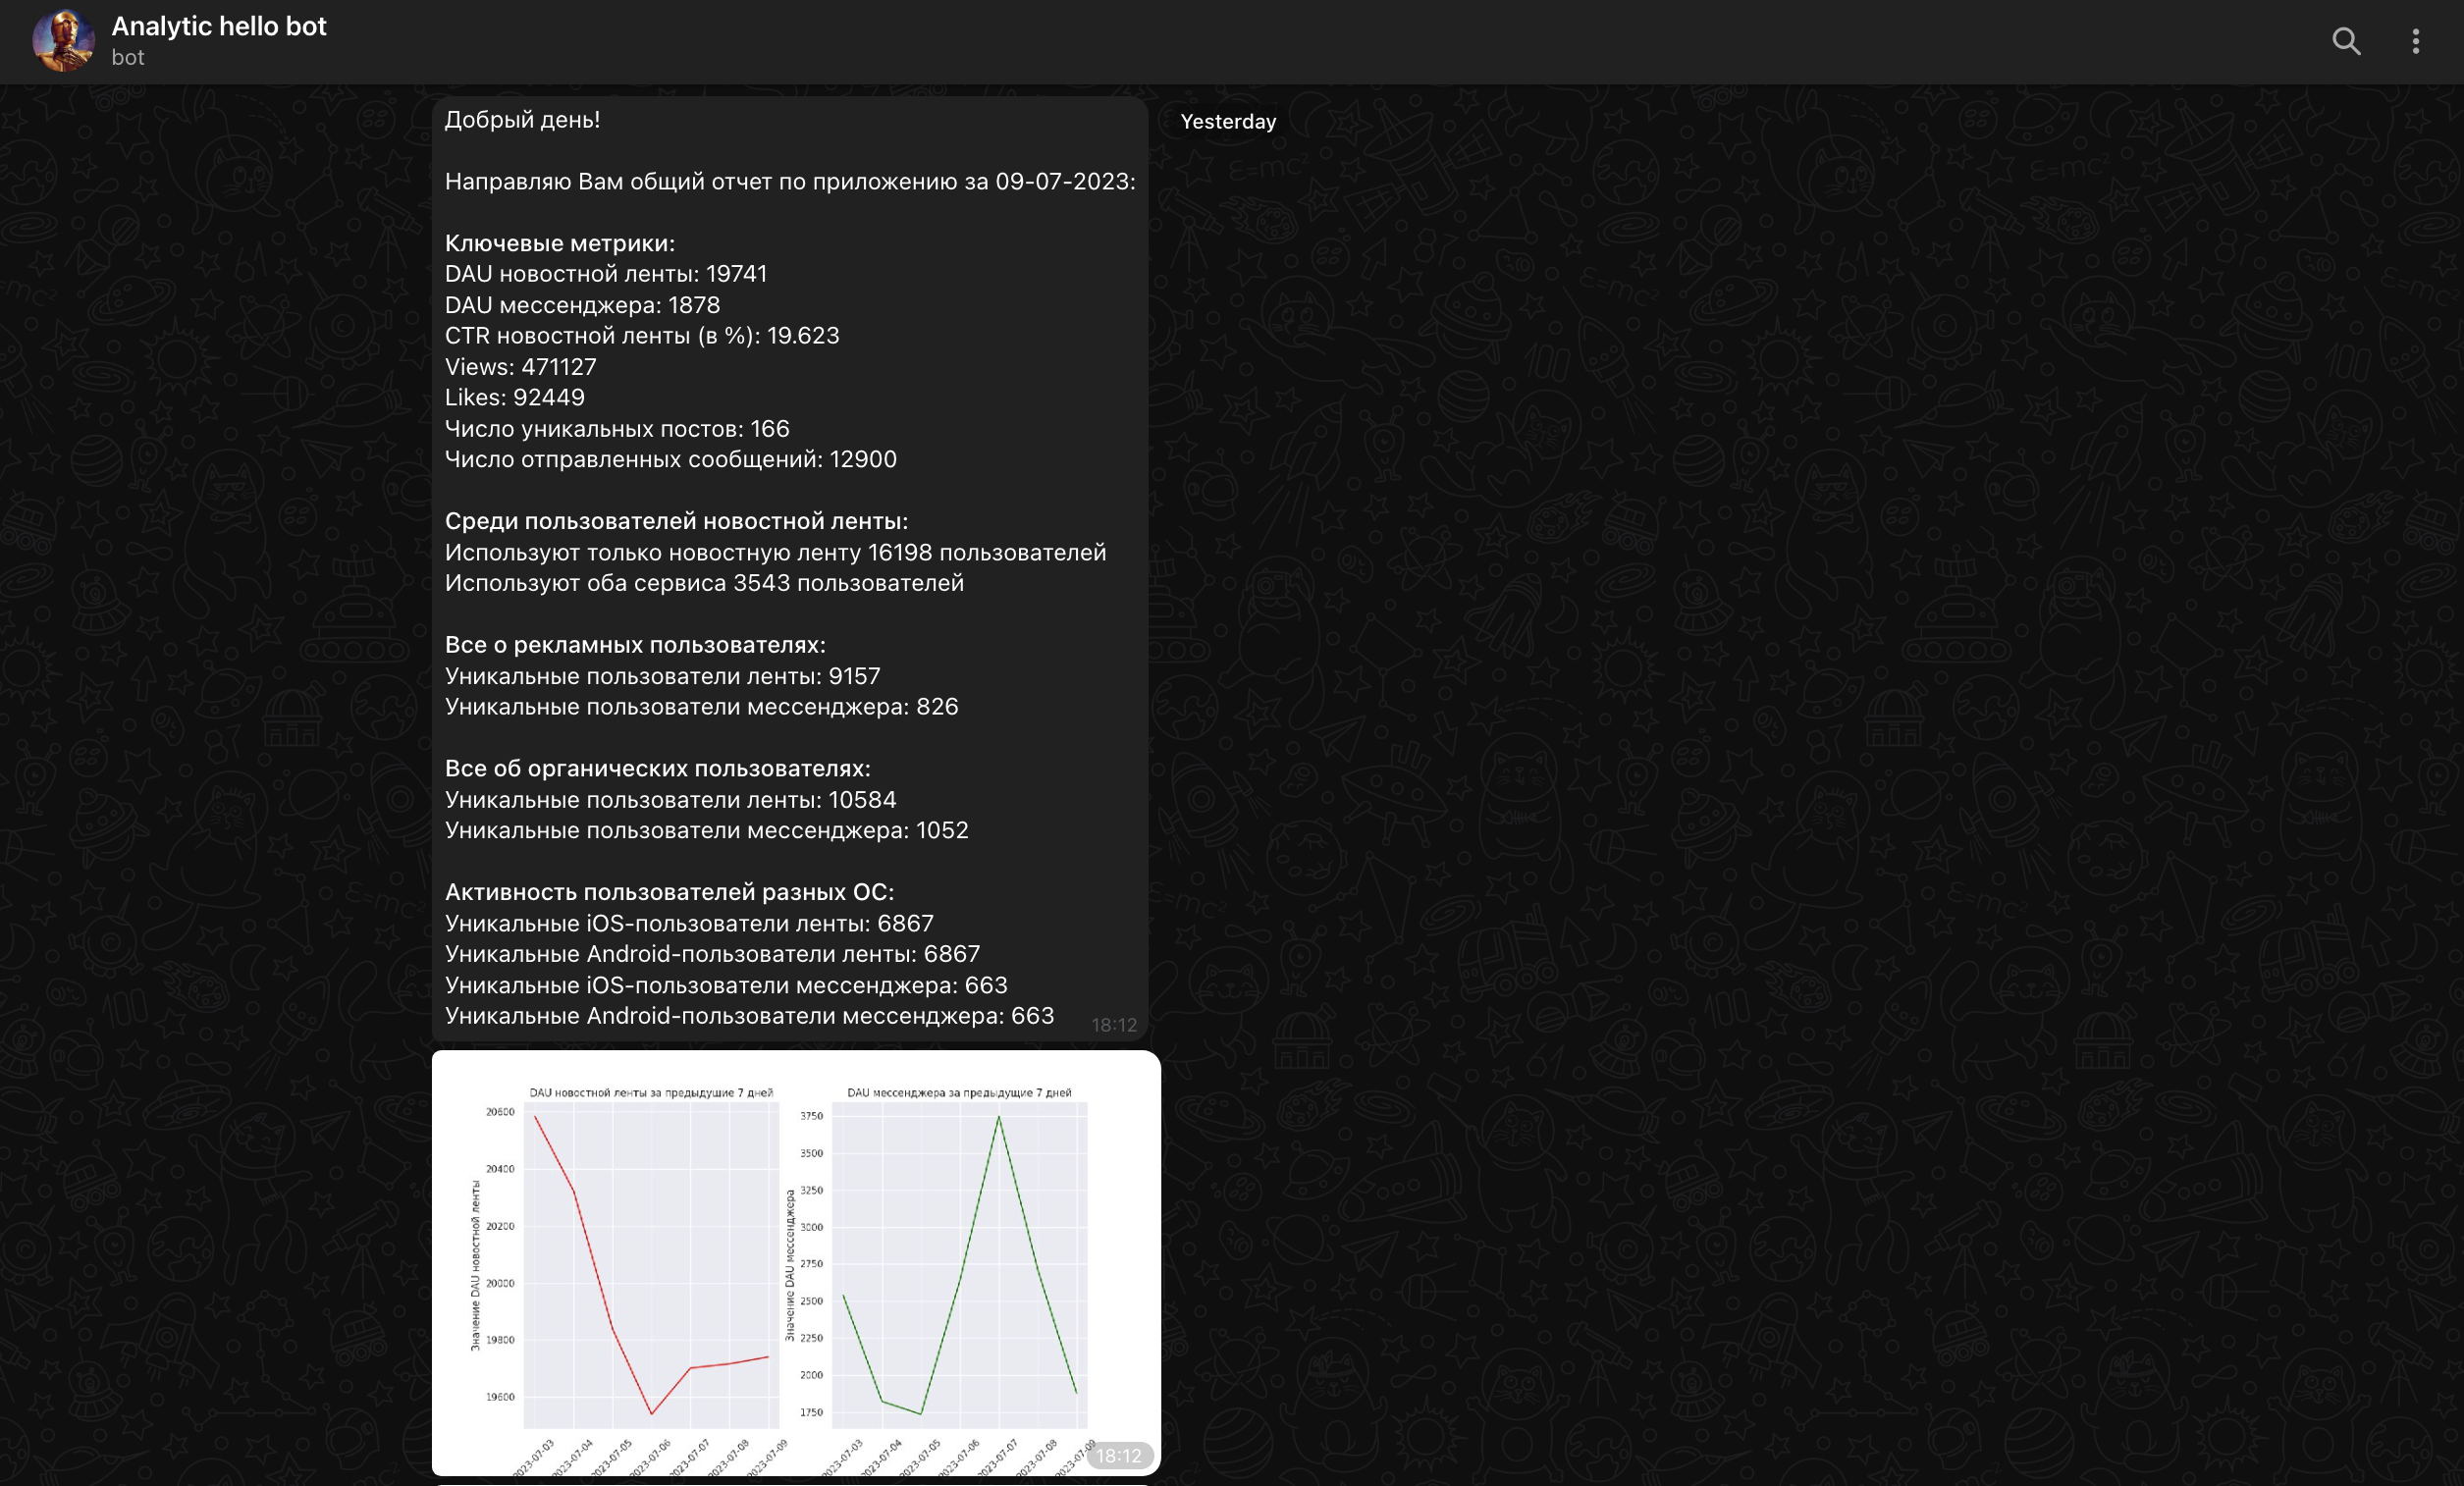 Analytic hello bot
bot
Yesterday
Добрый день!
Направляю Вам общий отчет по приложению за 09-07-2023:
Ключевые метрики:
DAU новостной ленты: 19741
DAU мессенджера: 1878
CTR новостной ленты (в %): 19.623
Views: 471127
Likes: 92449
Число уникальных постов: 166
Число отправленных сообщений: 12900
Среди пользователей новостной ленты:
Используют только новостную ленту 16198 пользователей
Используют оба сервиса 3543 пользователей
Все о рекламных пользователях:
Уникальные пользователи ленты: 9157
Уникальные пользователи мессенджера: 826
Все об органических пользователях:
Уникальные пользователи ленты: 10584
Уникальные пользователи мессенджера: 1052
Активность пользователей разных ОС:
Уникальные iOS-пользователи ленты: 6867
Уникальные Android-пользователи ленты: 6867
Уникальные iOS-пользователи мессенджера: 663
Уникальные Android-пользователи мессенджера: 663
18:12
DAU новостной ленты за предыдущие 7 дней
Значение DAU новостной ленты
20600
20400
20200
20000
19800
19600
2023-07-03
2023-07-04
2023-07-05
2023-07-06
2023-07-07
2023-07-08
2023-07-09
DAU мессенджера за предыдущие 7 дней
Значение DAU мессенджера
3750
3500
3250
3000
2750
2500
2250
2000
1750
2023-07-03
2023-07-04
2023-07-05
2023-07-06
2023-07-07
2023-07-08
2023-07-09
18:12